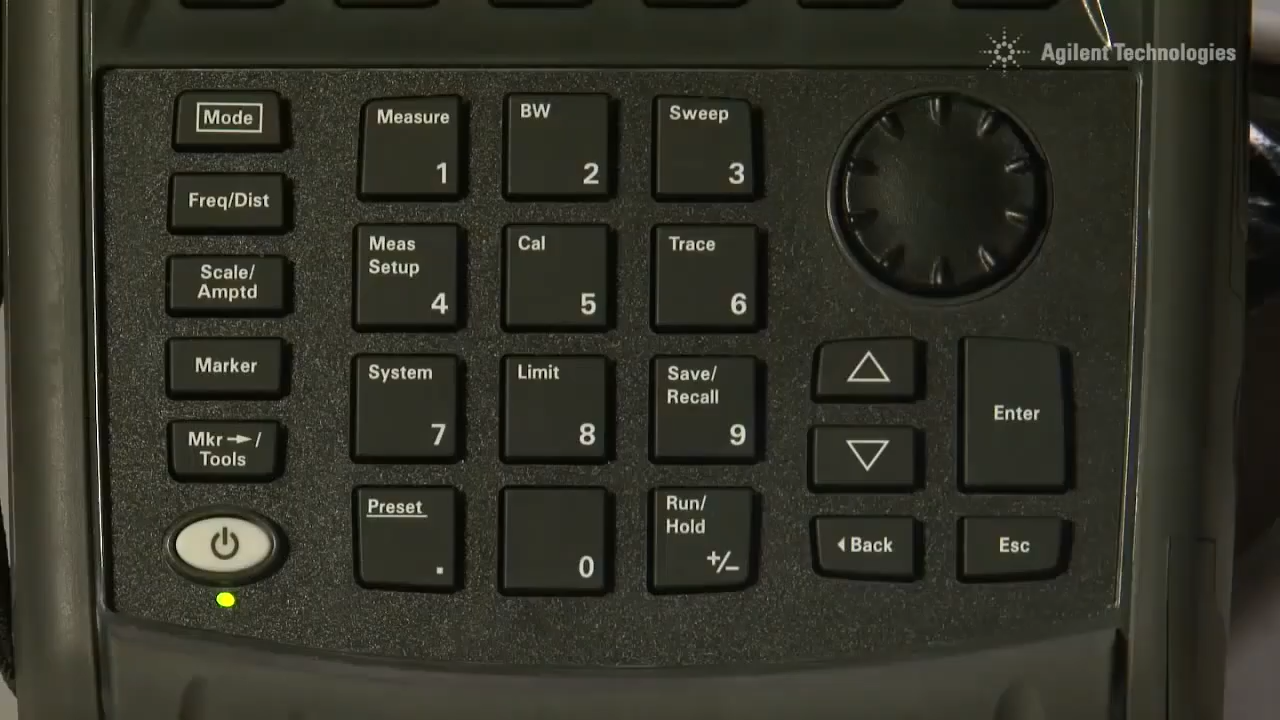 Agilent Technologies
Mode
Measure
1
BW
2
Sweep
3
Freq/Dist
Meas
Setup
4
Cal
5
Trace
6
Scale/
Amptd
Marker
System
7
Limit
8
Save/
Recall
9
Enter
Mkr→/
Tools
Preset
.
0
Run/
Hold
+/−
Back
Esc